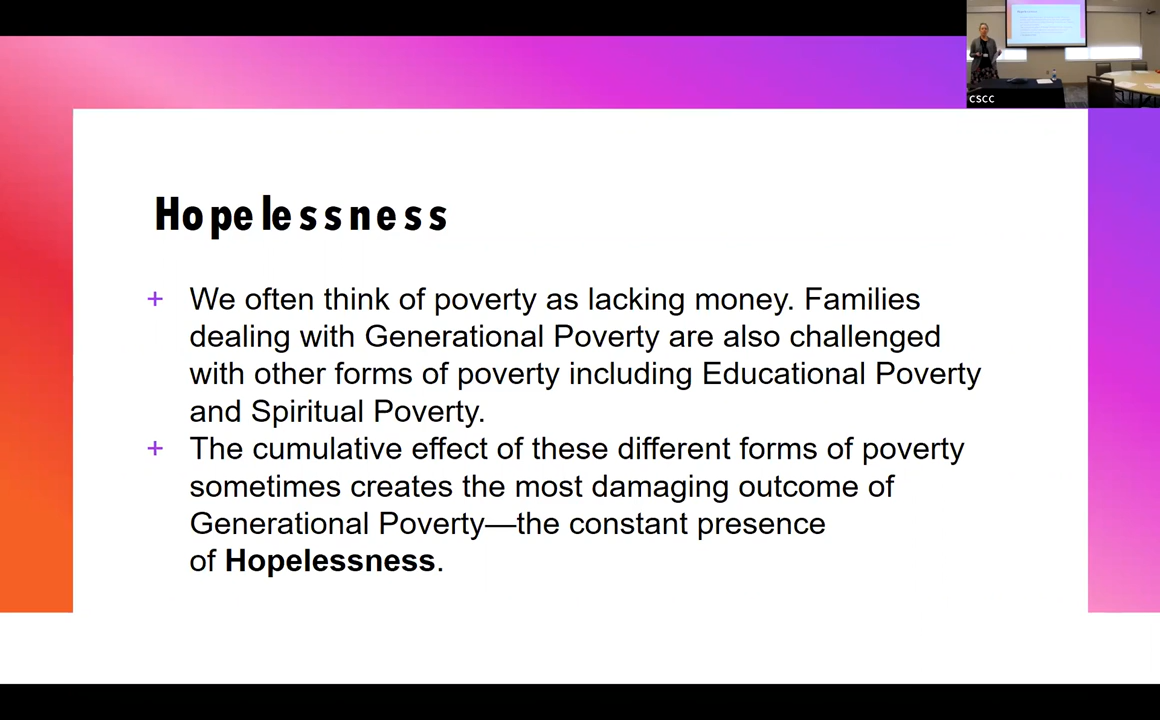 CSCC
Hopelessness
+ We often think of poverty as lacking money. Families
dealing with Generational Poverty are also challenged
with other forms of poverty including Educational Poverty
and Spiritual Poverty.
+ The cumulative effect of these different forms of poverty
sometimes creates the most damaging outcome of
Generational Poverty—the constant presence
of Hopelessness.